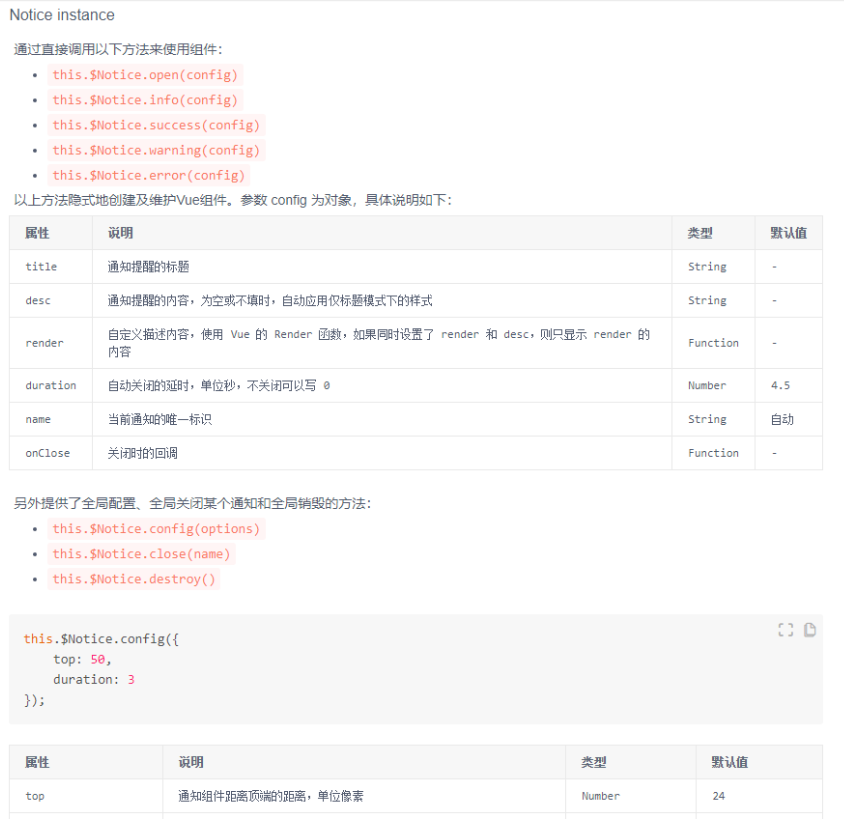 Notice instance
通过直接调用以下方法来使用组件：
this.$Notice.open(config)
this.$Notice.info(config)
this.$Notice.success(config)
this.$Notice.warning(config)
this.$Notice.error(config)
以上方法隐式地创建及维护Vue组件。参数 config 为对象，具体说明如下：
属性 说明 类型 默认值
title 通知提醒的标题 String -
desc 通知提醒的内容，为空或不填时，自动应用仅标题模式下的样式 String -
render 自定义描述内容，使用 Vue 的 Render 函数，如果同时设置了 render 和 desc，则只显示 render 的
内容 Function -
duration 自动关闭的延时，单位秒，不关闭可以写 0 Number 4.5
name 当前通知的唯一标识 String 自动
onClose 关闭时的回调 Function -
另外提供了全局配置、全局关闭某个通知和全局销毁的方法：
this.$Notice.config(options)
this.$Notice.close(name)
this.$Notice.destroy()
this.$Notice.config({
top: 50,
duration: 3
});
属性 说明 类型 默认值
top 通知组件距离顶端的距离，单位像素 Number 24